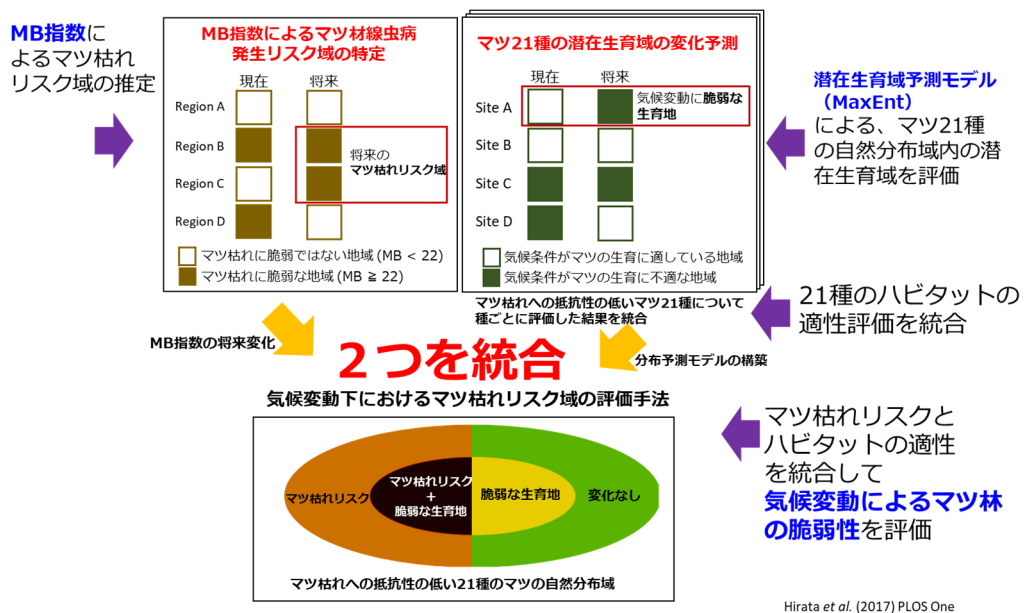 MB指数に
よるマツ枯れ
リスク域の推定
MB指数によるマツ材線虫病
発生リスク域の特定
現在
将来
Region A
Region B
Region C
Region D
将来の
マツ枯れリスク域
マツ枯れに脆弱ではない地域 (MB < 22)
マツ枯れに脆弱な地域 (MB ≧ 22)
マツ21種の潜在生育域の変化予測
現在
将来
Site A
Site B
Site C
Site D
気候変動に脆弱な
生育地
気候条件がマツの生育に適している地域
気候条件がマツの生育に不適な地域
潜在生育域予測モデル
（MaxEnt）
による、マツ21種
の自然分布域内の潜
在生育域を評価
マツ枯れへの抵抗性の低いマツ21種について
種ごとに評価した結果を統合
21種のハビタットの
適性評価を統合
MB指数の将来変化
２つを統合
分布予測モデルの構築
気候変動下におけるマツ枯れリスク域の評価手法
マツ枯れリスク
マツ枯れリスク
+
脆弱な生育地
脆弱な生育地
変化なし
マツ枯れへの抵抗性の低い21種のマツの自然分布域
マツ枯れリスクと
ハビタットの適性
を統合して
気候変動によるマツ林
の脆弱性を評価
Hirata et al. (2017) PLOS One